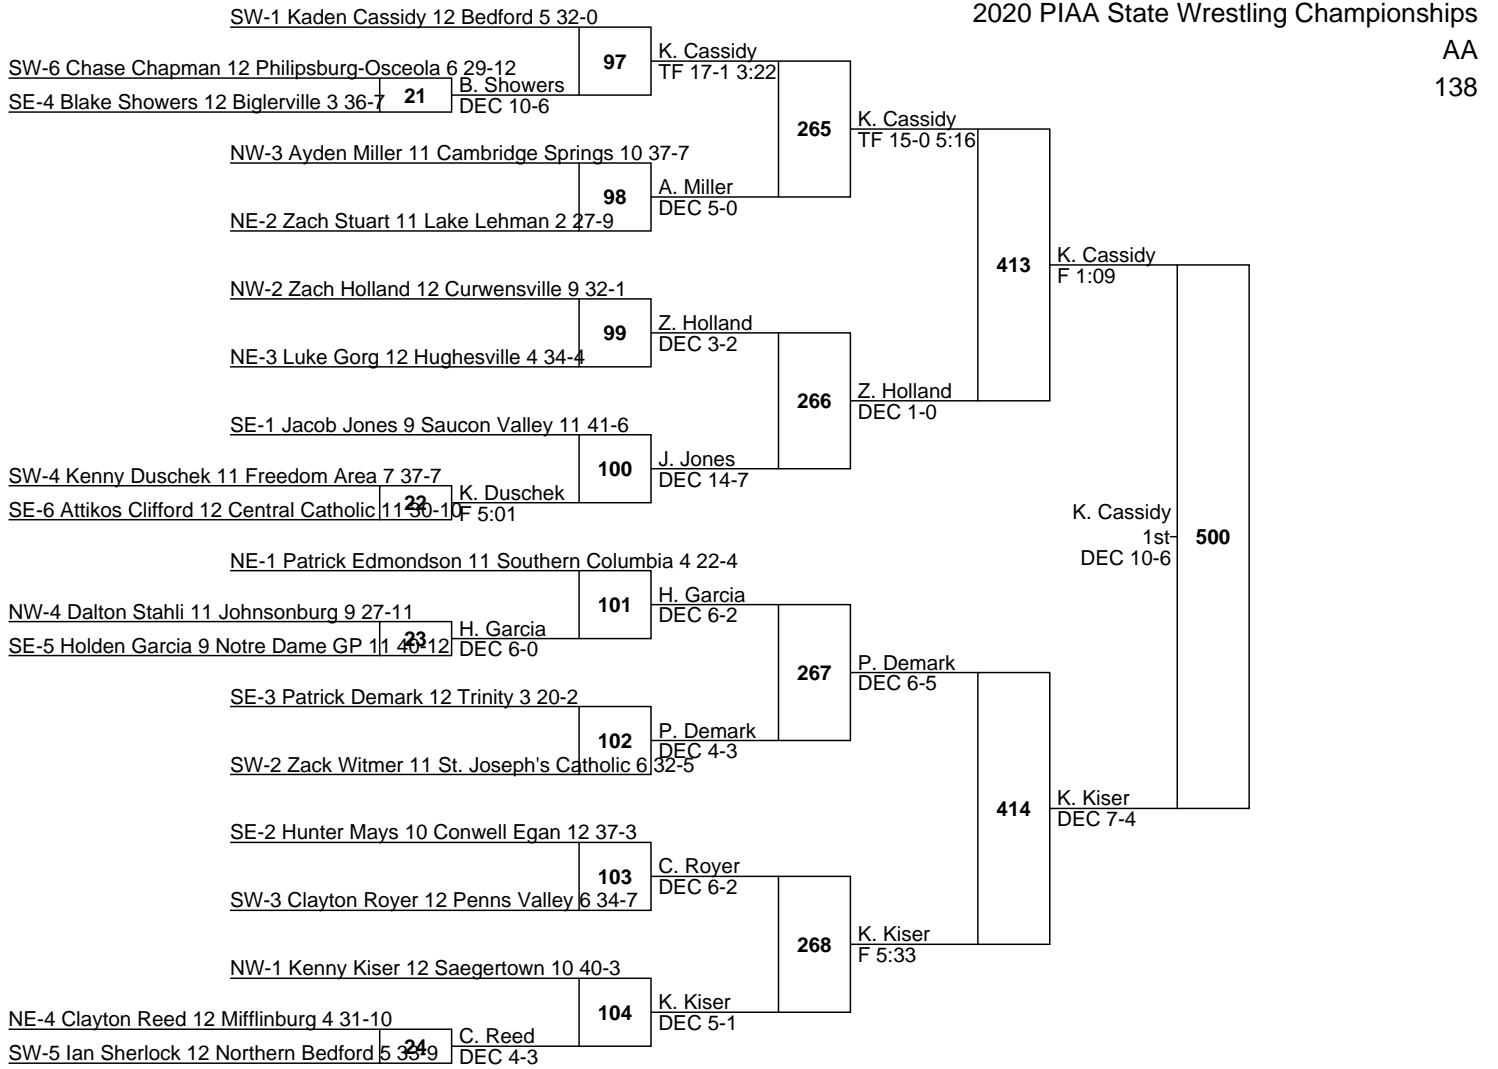 2020 PIAA State Wrestling Championships
AA
138
SW-1 Kaden Cassidy 12 Bedford 5 32-0
97
K. Cassidy
TF 17-1 3:22
SW-6 Chase Chapman 12 Philipsburg-Osceola 6 29-12
SE-4 Blake Showers 12 Biglerville 3 36-7
21
B. Showers
DEC 10-6
265
K. Cassidy
TF 15-0 5:16
NW-3 Ayden Miller 11 Cambridge Springs 10 37-7
98
A. Miller
DEC 5-0
NE-2 Zach Stuart 11 Lake Lehman 2 27-9
413
K. Cassidy
F 1:09
NW-2 Zach Holland 12 Curwensville 9 32-1
99
Z. Holland
DEC 3-2
NE-3 Luke Gorg 12 Hughesville 4 34-4
266
Z. Holland
DEC 1-0
SE-1 Jacob Jones 9 Saucon Valley 11 41-6
100
J. Jones
DEC 14-7
SW-4 Kenny Duschek 11 Freedom Area 7 37-7
SE-6 Attikos Clifford 12 Central Catholic 11 30-10
22
K. Duschek
F 5:01
K. Cassidy
1st
DEC 10-6
500
NE-1 Patrick Edmondson 11 Southern Columbia 4 22-4
101
H. Garcia
DEC 6-2
NW-4 Dalton Stahli 11 Johnsonburg 9 27-11
SE-5 Holden Garcia 9 Notre Dame GP 11 40-12
23
H. Garcia
DEC 6-0
267
P. Demark
DEC 6-5
SE-3 Patrick Demark 12 Trinity 3 20-2
102
P. Demark
DEC 4-3
SW-2 Zack Witmer 11 St. Joseph's Catholic 6 32-5
414
K. Kiser
DEC 7-4
SE-2 Hunter Mays 10 Conwell Egan 12 37-3
103
C. Royer
DEC 6-2
SW-3 Clayton Royer 12 Penns Valley 6 34-7
268
K. Kiser
F 5:33
NW-1 Kenny Kiser 12 Saegertown 10 40-3
104
K. Kiser
DEC 5-1
NE-4 Clayton Reed 12 Mifflinburg 4 31-10
SW-5 Ian Sherlock 12 Northern Bedford 5 33-9
24
C. Reed
DEC 4-3